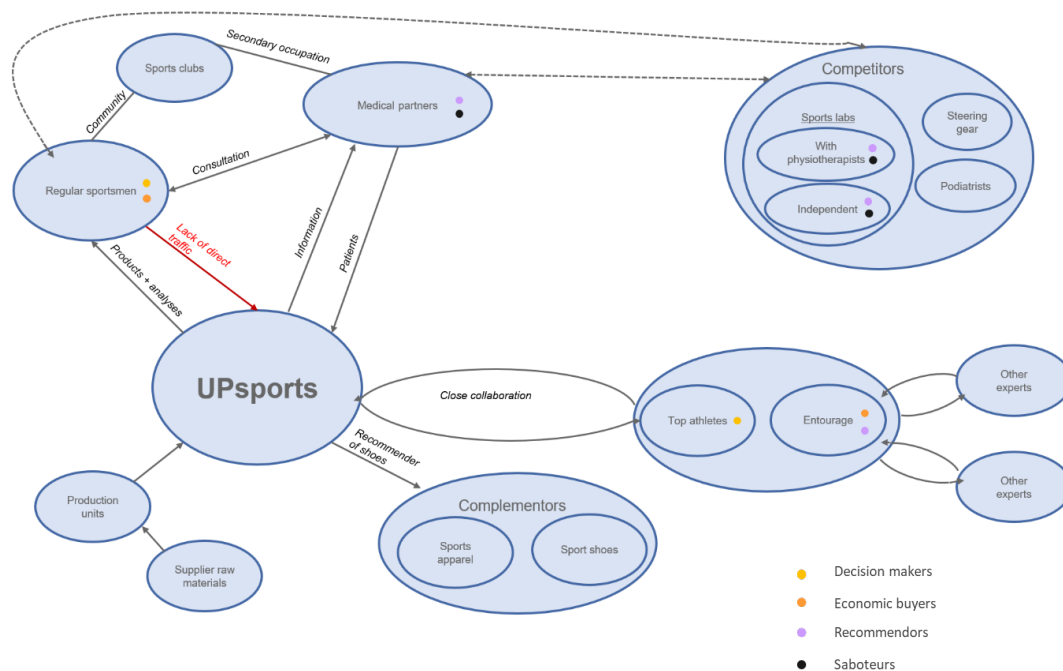 Secondary occupation
Sports clubs
Competitors
Medical partners
Community
Sports labs
Steering
gear
With
physiotherapists
Consultation
Regular sportsmen
Podiatrists
Independent
Lack of direct
traffic
Information
Patients
Products + analyses
UPsports
Close collaboration
Other
experts
Top athletes
Entourage
Recommender
of shoes
Production
units
Complementors
Other
experts
Sports
apparel
Sport shoes
Supplier raw
materials
Decision makers
Economic buyers
Recommendors
Saboteurs